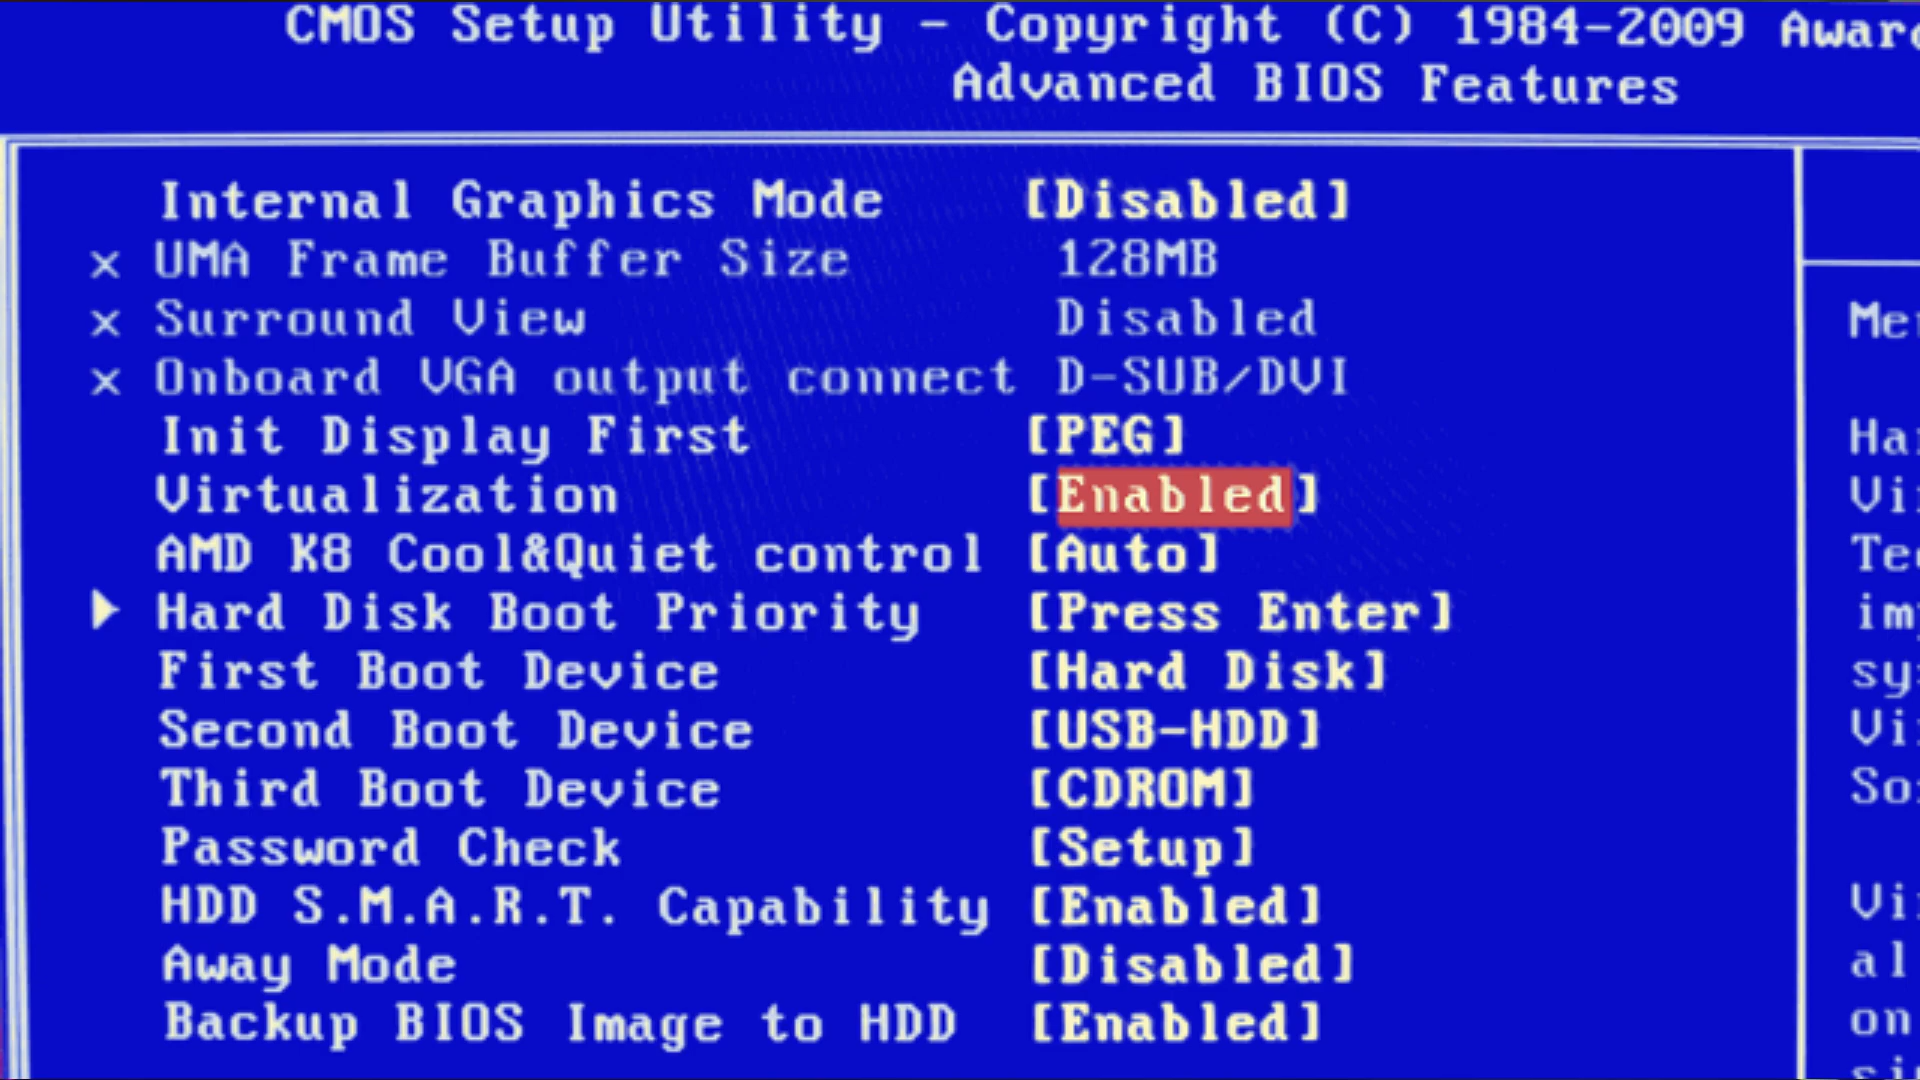 CMOS Setup Utility - Copyright (C) 1984-2009
Advanced BIOS Features
Internal Graphics Mode [Disabled]
x UMA Frame Buffer Size 128MB
x Surround View Disabled
x Onboard VGA output connect D-SUB/DVI
Init Display First [PEG]
Virtualization [Enabled]
AMD K8 Cool&Quiet control [Auto]
Hard Disk Boot Priority [Press Enter]
First Boot Device [Hard Disk]
Second Boot Device [USB-HDD]
Third Boot Device [CDROM]
Password Check [Setup]
HDD S.M.A.R.T. Capability [Enabled]
Away Mode [Disabled]
Backup BIOS Image to HDD [Enabled]
on